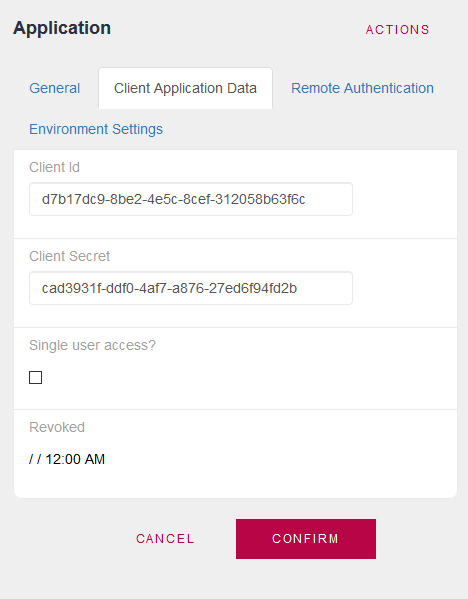 Application
ACTIONS
General
Client Application Data
Remote Authentication
Environment Settings
Client Id
d7b17dc9-8be2-4e5c-8cef-312058b63f6c
Client Secret
cad3931f-ddf0-4af7-a876-27ed6f94fd2b
Single user access?
Revoked
/ / 12:00 AM
CANCEL
CONFIRM